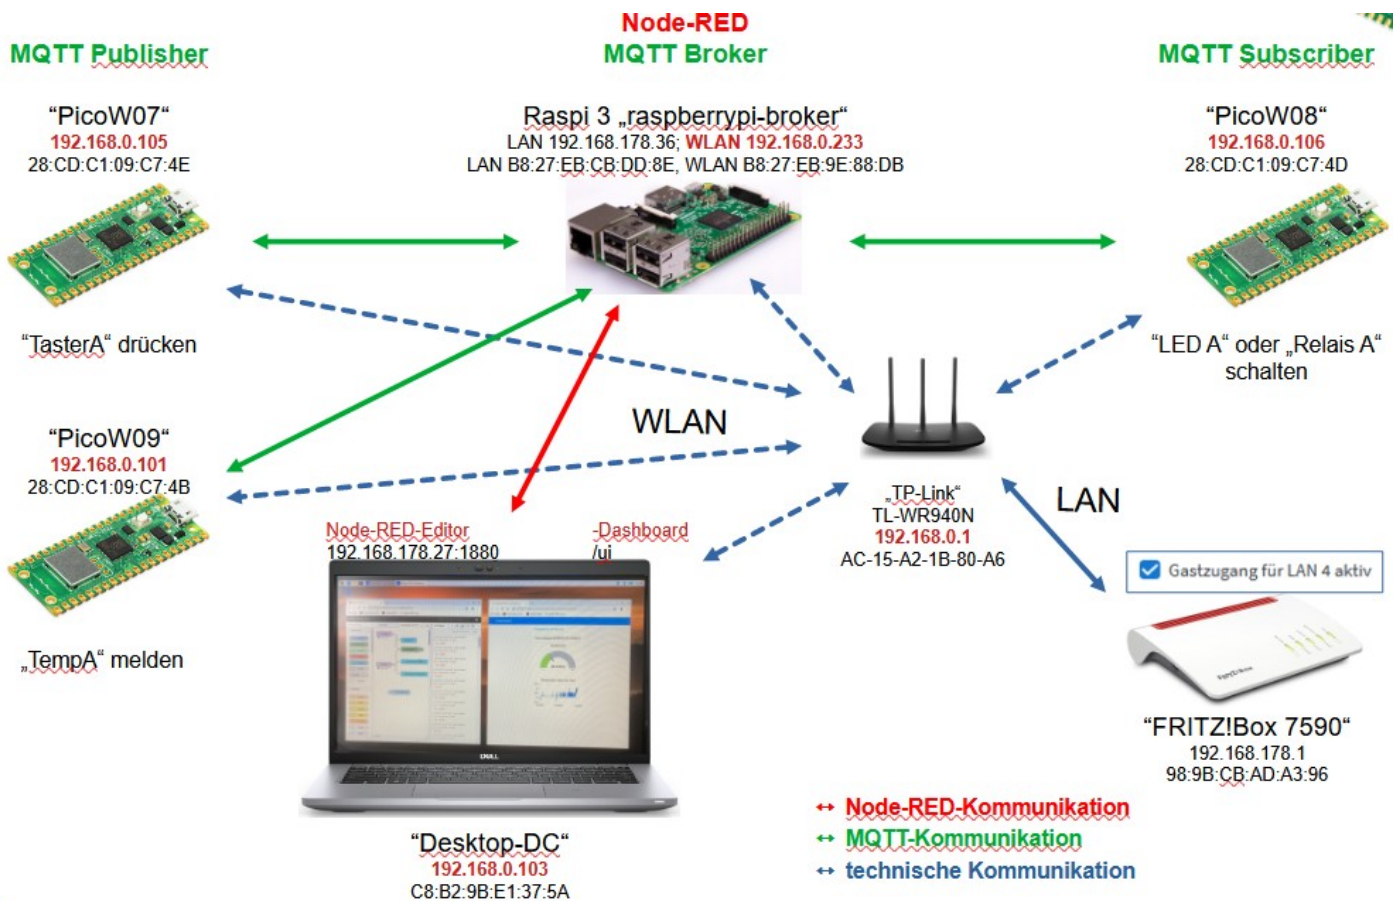 Node-RED
MQTT Publisher
MQTT Broker
MQTT Subscriber
“PicoW07“
192.168.0.105
28:CD:C1:09:C7:4E
Raspi 3 „raspberrypi-broker“
LAN 192.168.178.36; WLAN 192.168.0.233
LAN B8:27:EB:CB:DD:8E, WLAN B8:27:EB:9E:88:DB
“PicoW08“
192.168.0.106
28:CD:C1:09:C7:4D
“TasterA“ drücken
“LED A“ oder „Relais A“
schalten
WLAN
“PicoW09“
192.168.0.101
28:CD:C1:09:C7:4B
„TempA“ melden
„TP-Link“
TL-WR940N
192.168.0.1
AC-15-A2-1B-80-A6
LAN
Node-RED-Editor -Dashboard
192.168.178.27:1880 /ui
DELL
Gastzugang für LAN 4 aktiv
FRITZ!Box
“FRITZ!Box 7590“
192.168.178.1
98:9B:CB:AD:A3:96
“Desktop-DC“
192.168.0.103
C8:B2:9B:E1:37:5A
↔ Node-RED-Kommunikation
↔ MQTT-Kommunikation
↔ technische Kommunikation